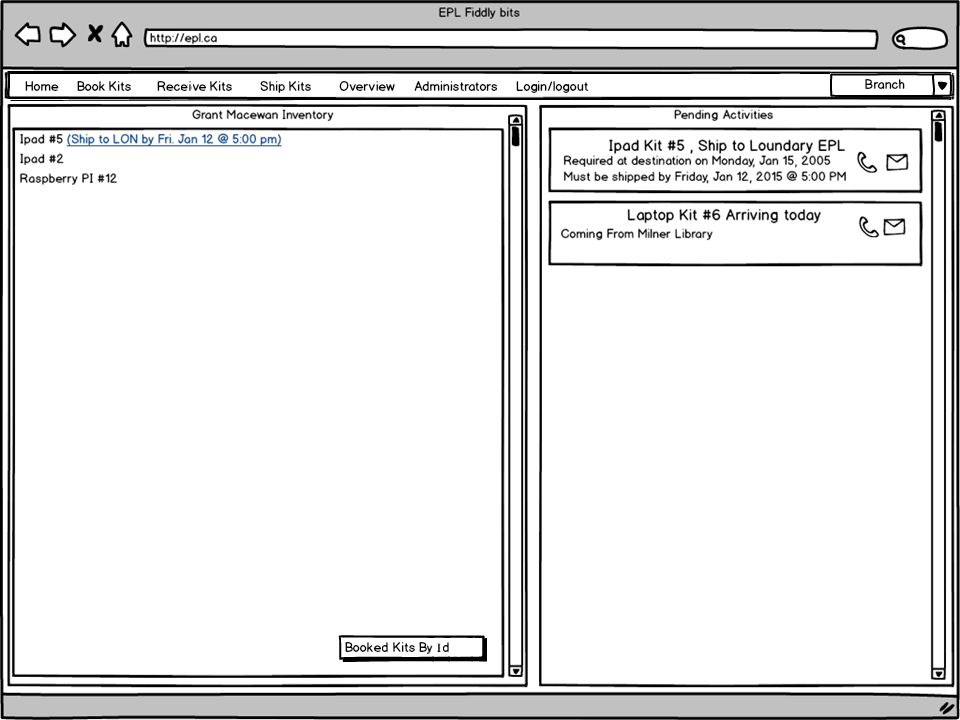 EPL Fiddly bits
http://epl.ca
Home Book Kits Receive Kits Ship Kits Overview Administrators Login/logout Branch
Grant Macewan Inventory
Ipad #5 (Ship to LON by Fri. Jan 12 @ 5:00 pm)
Ipad #2
Raspberry PI #12
Booked Kits By 1d
Pending Activities
Ipad Kit #5 , Ship to Loundary EPL
Required at destination on Monday, Jan 15, 2005
Must be shipped by Friday, Jan 12, 2015 @ 5:00 PM
Laptop Kit #6 Arriving today
Coming From Milner Library